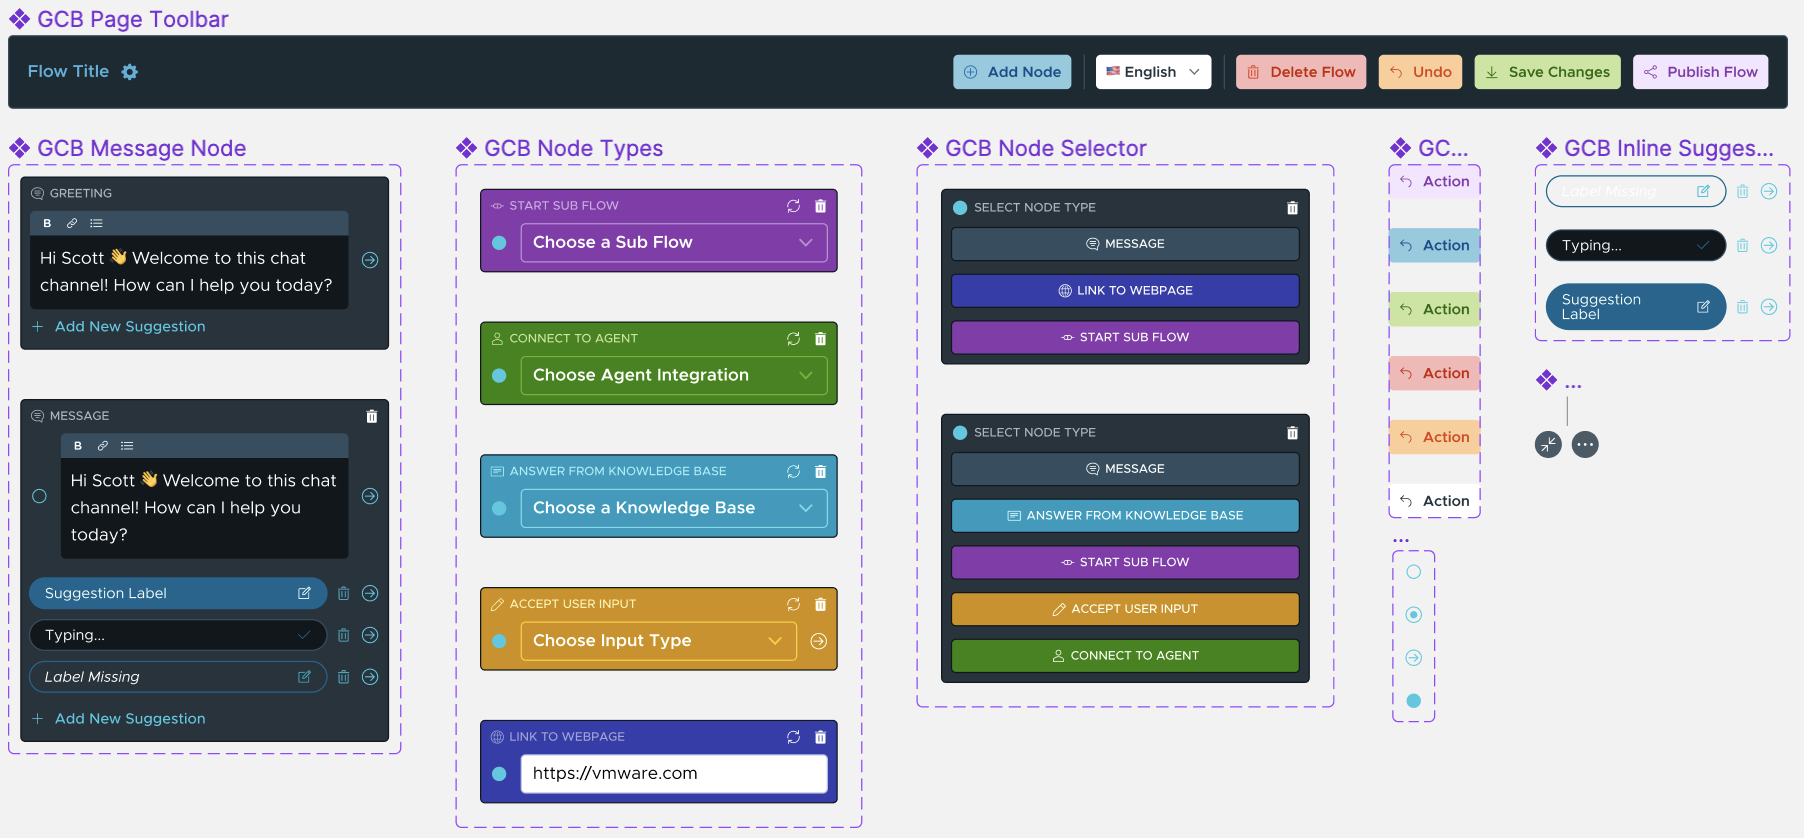 GCB Page Toolbar
Flow Title
Add Node
English
Delete Flow
Undo
Save Changes
Publish Flow
GCB Message Node
GREETING
B
Hi Scott 👋 Welcome to this chat
channel! How can I help you today?
+ Add New Suggestion
MESSAGE
B
Hi Scott 👋 Welcome to this chat
channel! How can I help you
today?
Suggestion Label
Typing...
Label Missing
+ Add New Suggestion
GCB Node Types
START SUB FLOW
Choose a Sub Flow
CONNECT TO AGENT
Choose Agent Integration
ANSWER FROM KNOWLEDGE BASE
Choose a Knowledge Base
ACCEPT USER INPUT
Choose Input Type
LINK TO WEBPAGE
https://vmware.com
GCB Node Selector
SELECT NODE TYPE
MESSAGE
LINK TO WEBPAGE
START SUB FLOW
SELECT NODE TYPE
MESSAGE
ANSWER FROM KNOWLEDGE BASE
START SUB FLOW
ACCEPT USER INPUT
CONNECT TO AGENT
GC...
Action
Action
Action
Action
Action
Action
...
GCB Inline Sugges...
Label Missing
Typing...
Suggestion
Label
...